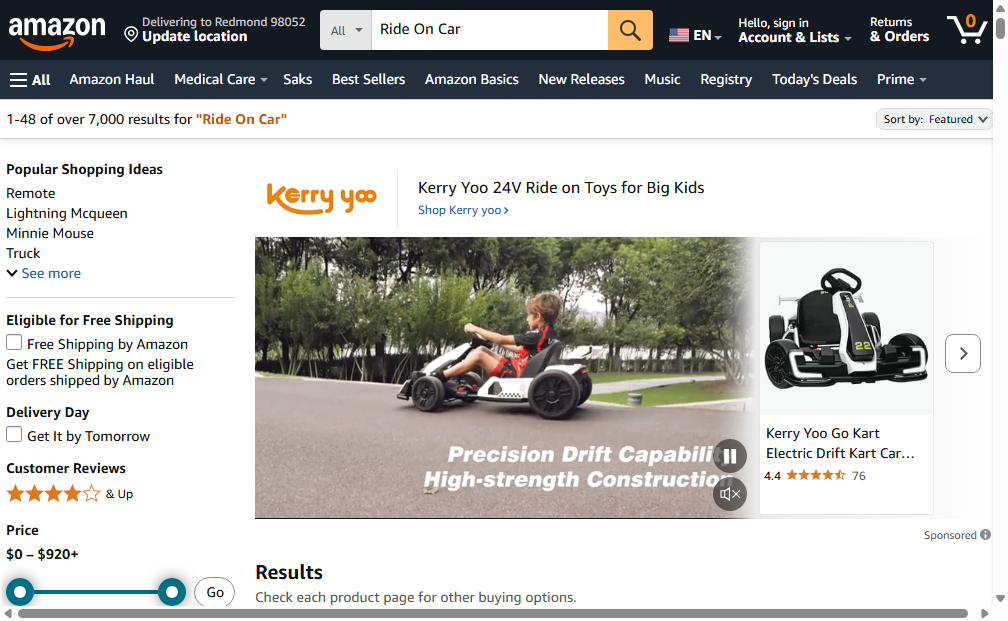 amazon
Delivering to Redmond 98052
Update location
All
Ride On Car
EN
Hello, sign in
Account & Lists
Returns
& Orders
0
All
Amazon Haul
Medical Care
Saks
Best Sellers
Amazon Basics
New Releases
Music
Registry
Today's Deals
Prime
1-48 of over 7,000 results for "Ride On Car"
Sort by: Featured
Popular Shopping Ideas
Remote
Lightning Mcqueen
Minnie Mouse
Truck
See more
Eligible for Free Shipping
Free Shipping by Amazon
Get FREE Shipping on eligible
orders shipped by Amazon
Delivery Day
Get It by Tomorrow
Customer Reviews
& Up
Price
$0 – $920+
Go
Kerry yoo
Kerry Yoo 24V Ride on Toys for Big Kids
Shop Kerry yoo
Precision Drift Capabili
High-strength Construction
22
Kerry Yoo Go Kart
Electric Drift Kart Car…
4.4
76
Sponsored
Results
Check each product page for other buying options.